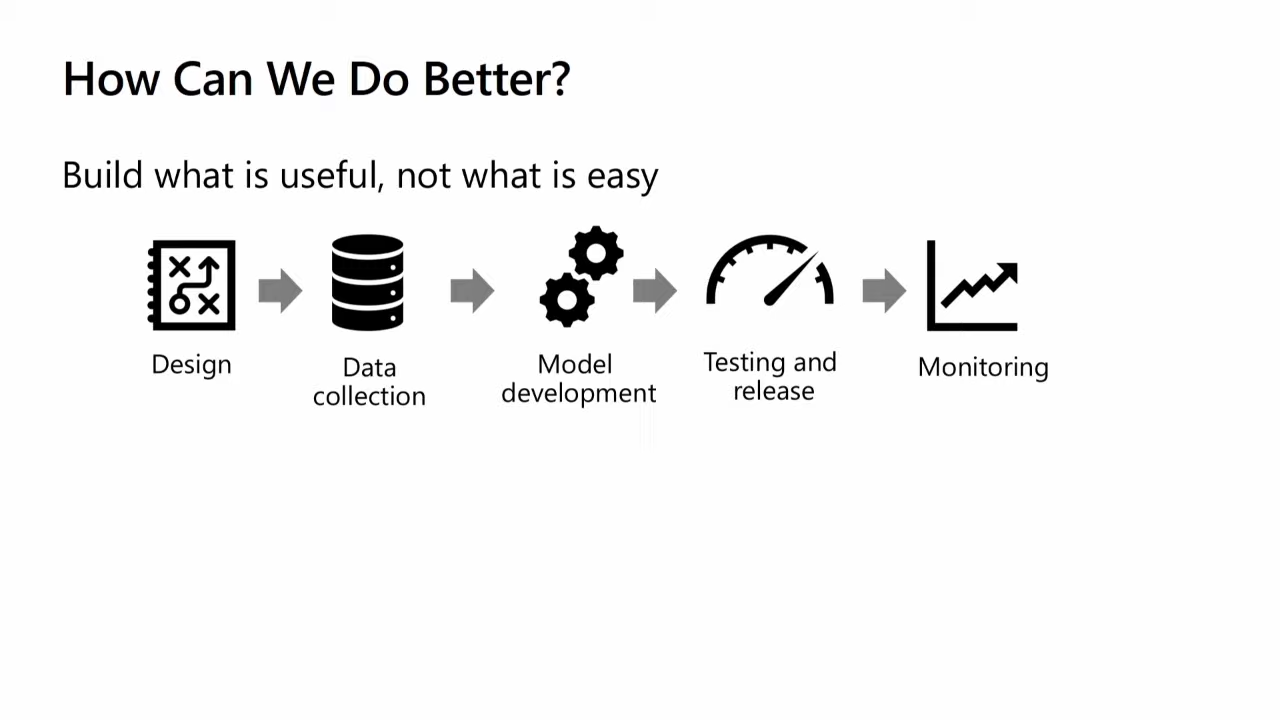 How Can We Do Better?
Build what is useful, not what is easy
Design
Data
collection
Model
development
Testing and
release
Monitoring